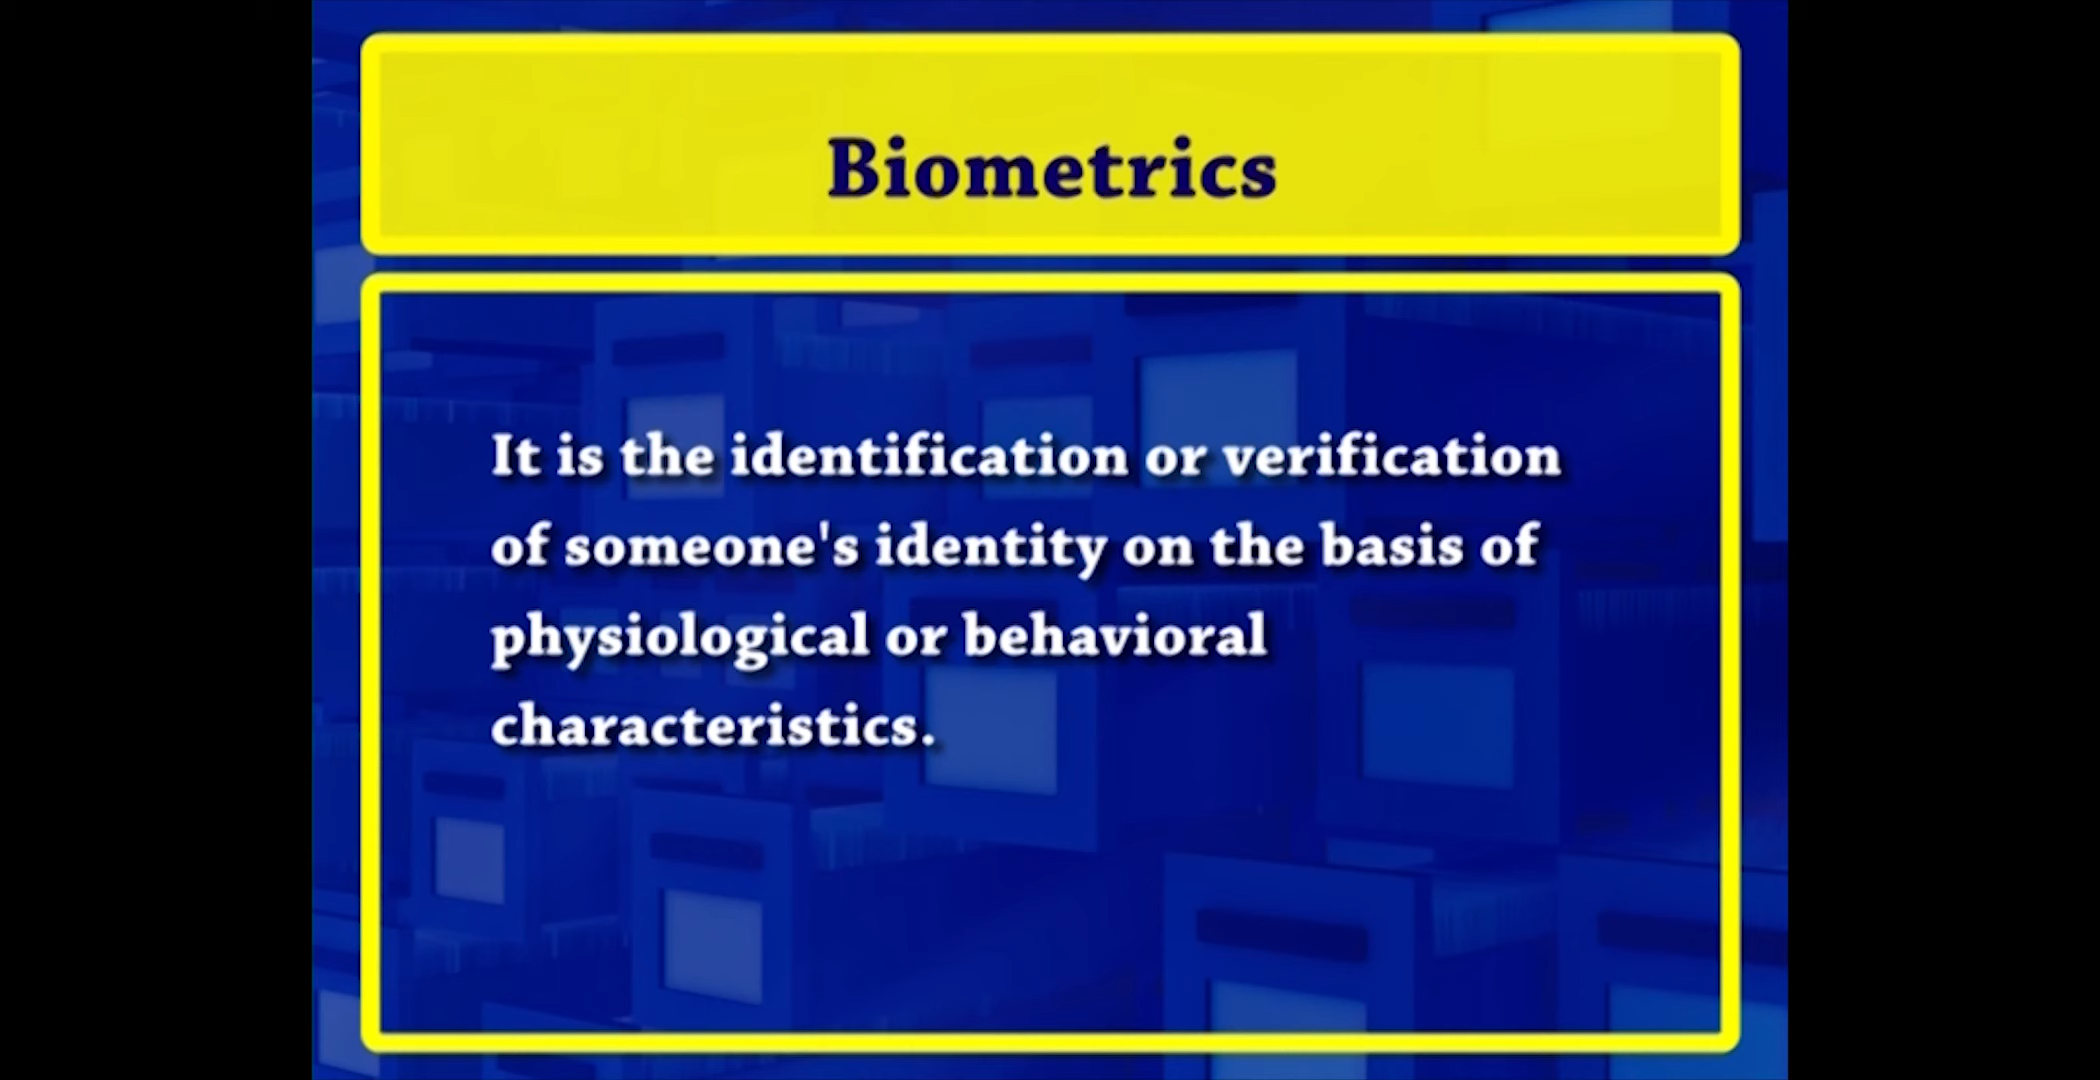 Biometrics
It is the identification or verification
of someone's identity on the basis of
physiological or behavioral
characteristics.